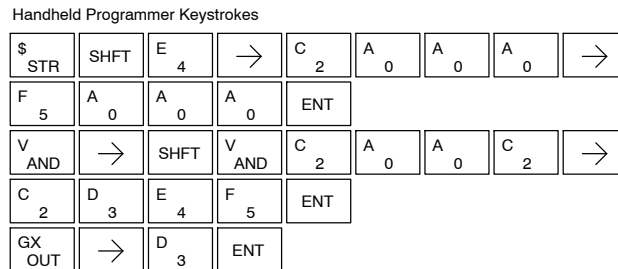 Handheld Programmer Keystrokes
$ STR SHFT E 4 → C 2 A 0 A 0 A 0 →
F 5 A 0 A 0 A 0 ENT
V AND → SHFT V AND C 2 A 0 A 0 C 2 →
C 2 D 3 E 4 F 5 ENT
GX OUT → D 3 ENT